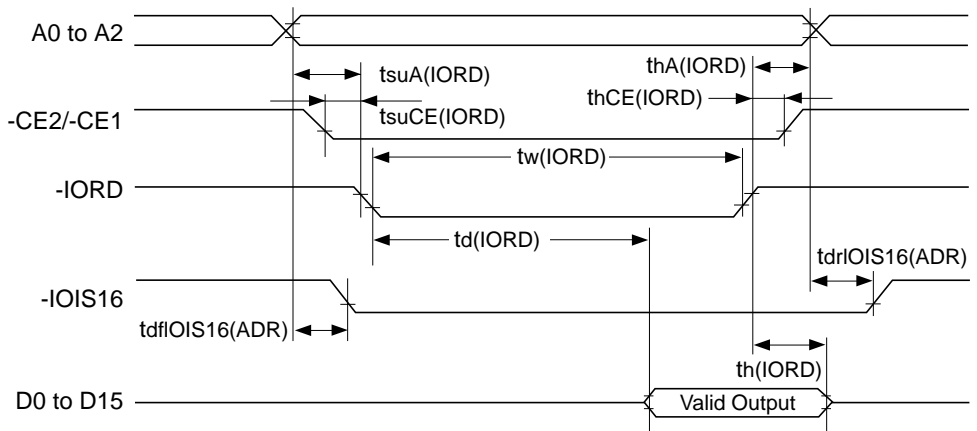 A0 to A2
tsuA(IORD)
thA(IORD)
tsuCE(IORD)
thCE(IORD)
-CE2/-CE1
tw(IORD)
-IORD
td(IORD)
tdrIOIS16(ADR)
-IOIS16
tdfIOIS16(ADR)
th(IORD)
D0 to D15
Valid Output